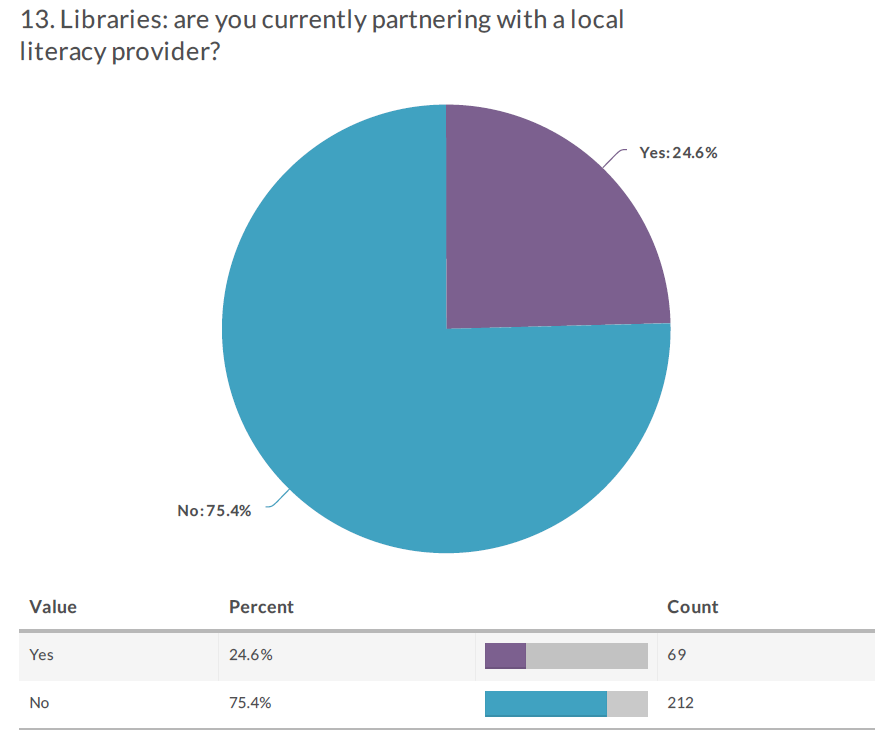 13. Libraries: are you currently partnering with a local
literacy provider?
Yes: 24.6%
No: 75.4%
Value Percent Count
Yes 24.6% 69
No 75.4% 212